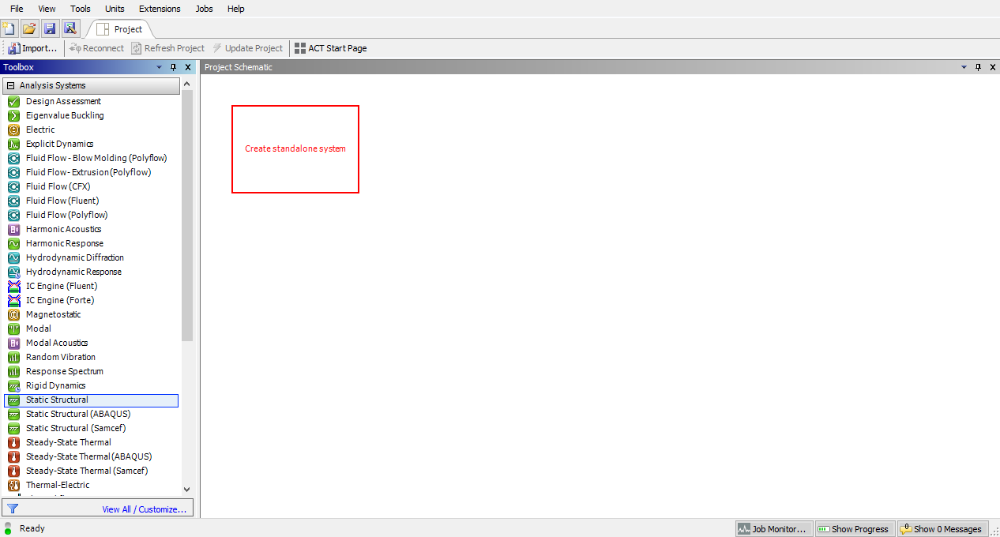 File View Tools Units Extensions Jobs Help
Project
Import... Reconnect Refresh Project Update Project ACT Start Page
Toolbox
Project Schematic
Analysis Systems
Design Assessment
Eigenvalue Buckling
Electric
Explicit Dynamics
Fluid Flow - Blow Molding (Polyflow)
Fluid Flow- Extrusion (Polyflow)
Fluid Flow (CFX)
Fluid Flow (Fluent)
Fluid Flow (Polyflow)
Harmonic Acoustics
Harmonic Response
Hydrodynamic Diffraction
Hydrodynamic Response
IC Engine (Fluent)
IC Engine (Forte)
Magnetostatic
Modal
Modal Acoustics
Random Vibration
Response Spectrum
Rigid Dynamics
Static Structural
Static Structural (ABAQUS)
Static Structural (Samcef)
Steady-State Thermal
Steady-State Thermal (ABAQUS)
Steady-State Thermal (Samcef)
Thermal-Electric
View All / Customize...
Create standalone system
Ready
Job Monitor... Show Progress Show 0 Messages